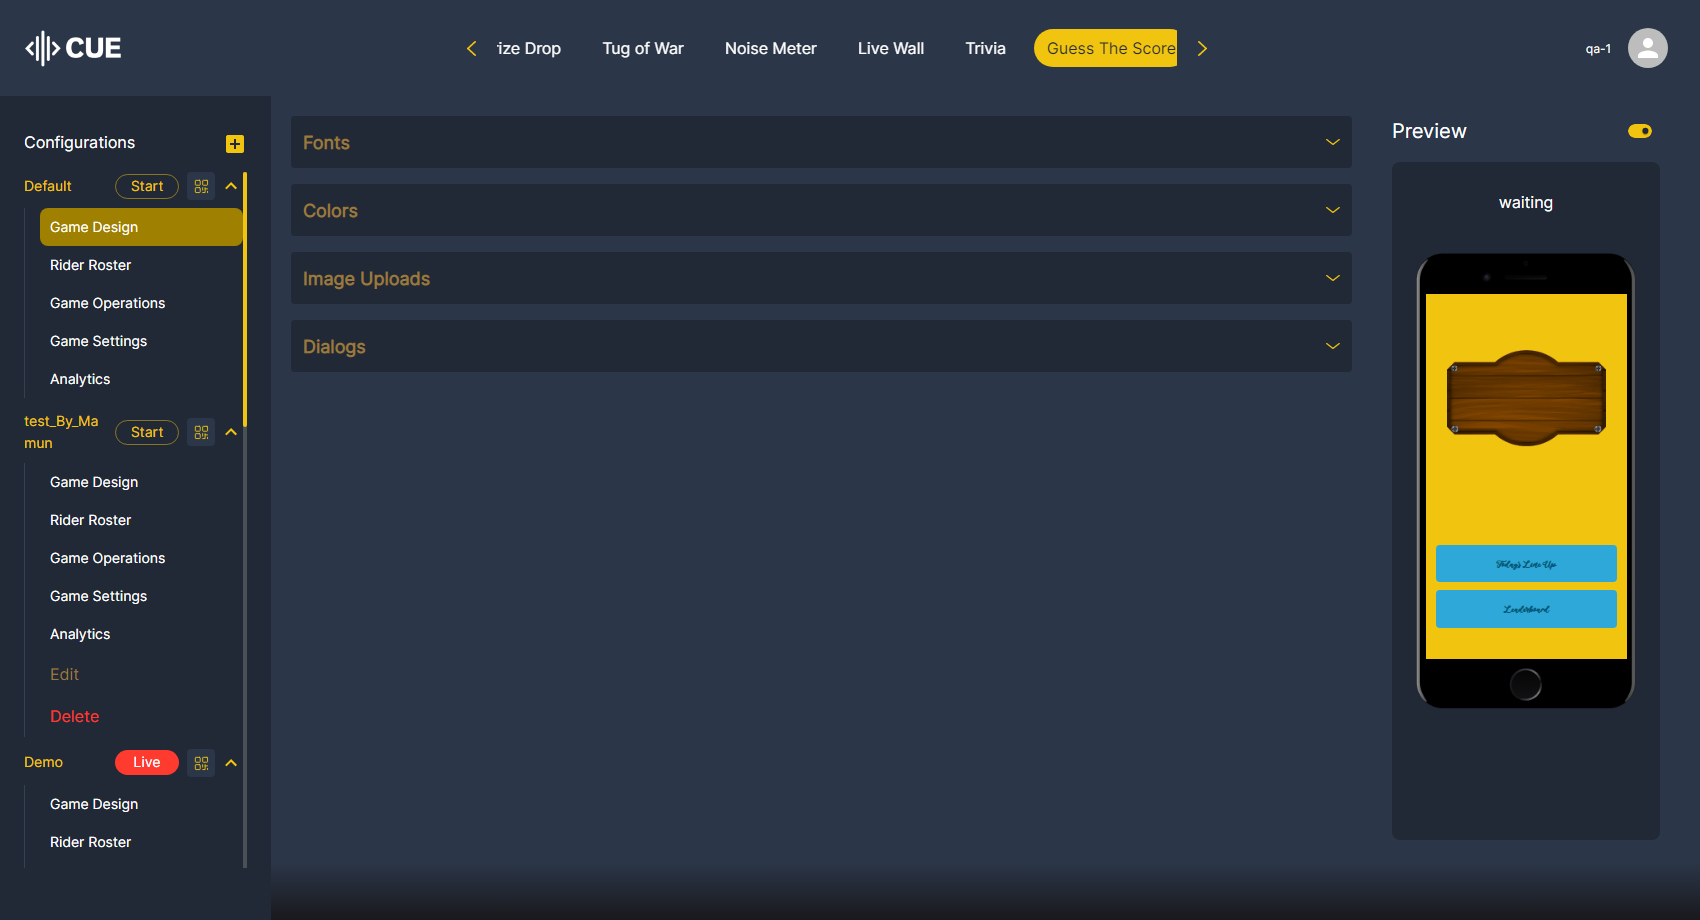 CUE
ize Drop
Tug of War
Noise Meter
Live Wall
Trivia
Guess The Score
qa-1
Configurations
Default
Start
Game Design
Rider Roster
Game Operations
Game Settings
Analytics
test_By_Ma
mun
Start
Game Design
Rider Roster
Game Operations
Game Settings
Analytics
Edit
Delete
Demo
Live
Game Design
Rider Roster
Fonts
Colors
Image Uploads
Dialogs
Preview
waiting
Today's Line Up
Leaderboard